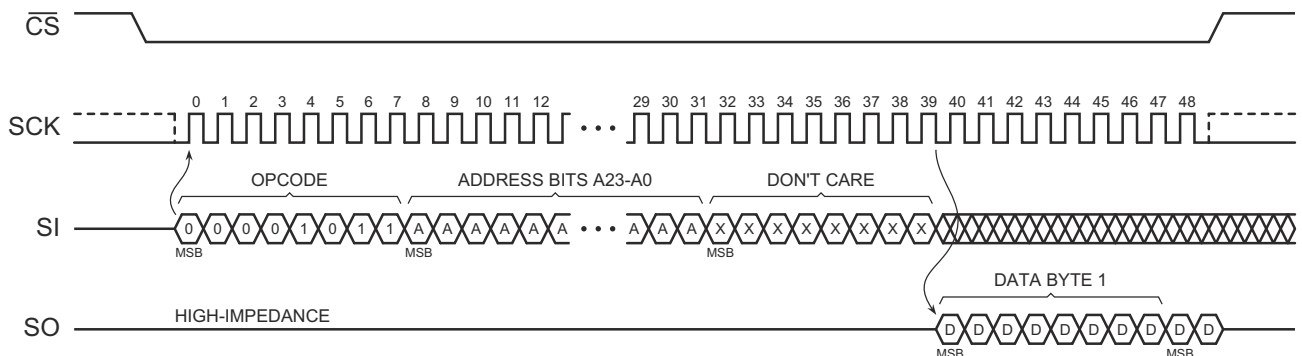 CS
0 1 2 3 4 5 6 7 8 9 10 11 12 29 30 31 32 33 34 35 36 37 38 39 40 41 42 43 44 45 46 47 48
SCK
OPCODE ADDRESS BITS A23-A0 DON'T CARE
SI 0 0 0 0 1 0 1 1 A A A A A A • • • A A A X X X X X X X X
MSB MSB MSB
DATA BYTE 1
HIGH-IMPEDANCE
SO D D D D D D D D D D
MSB MSB